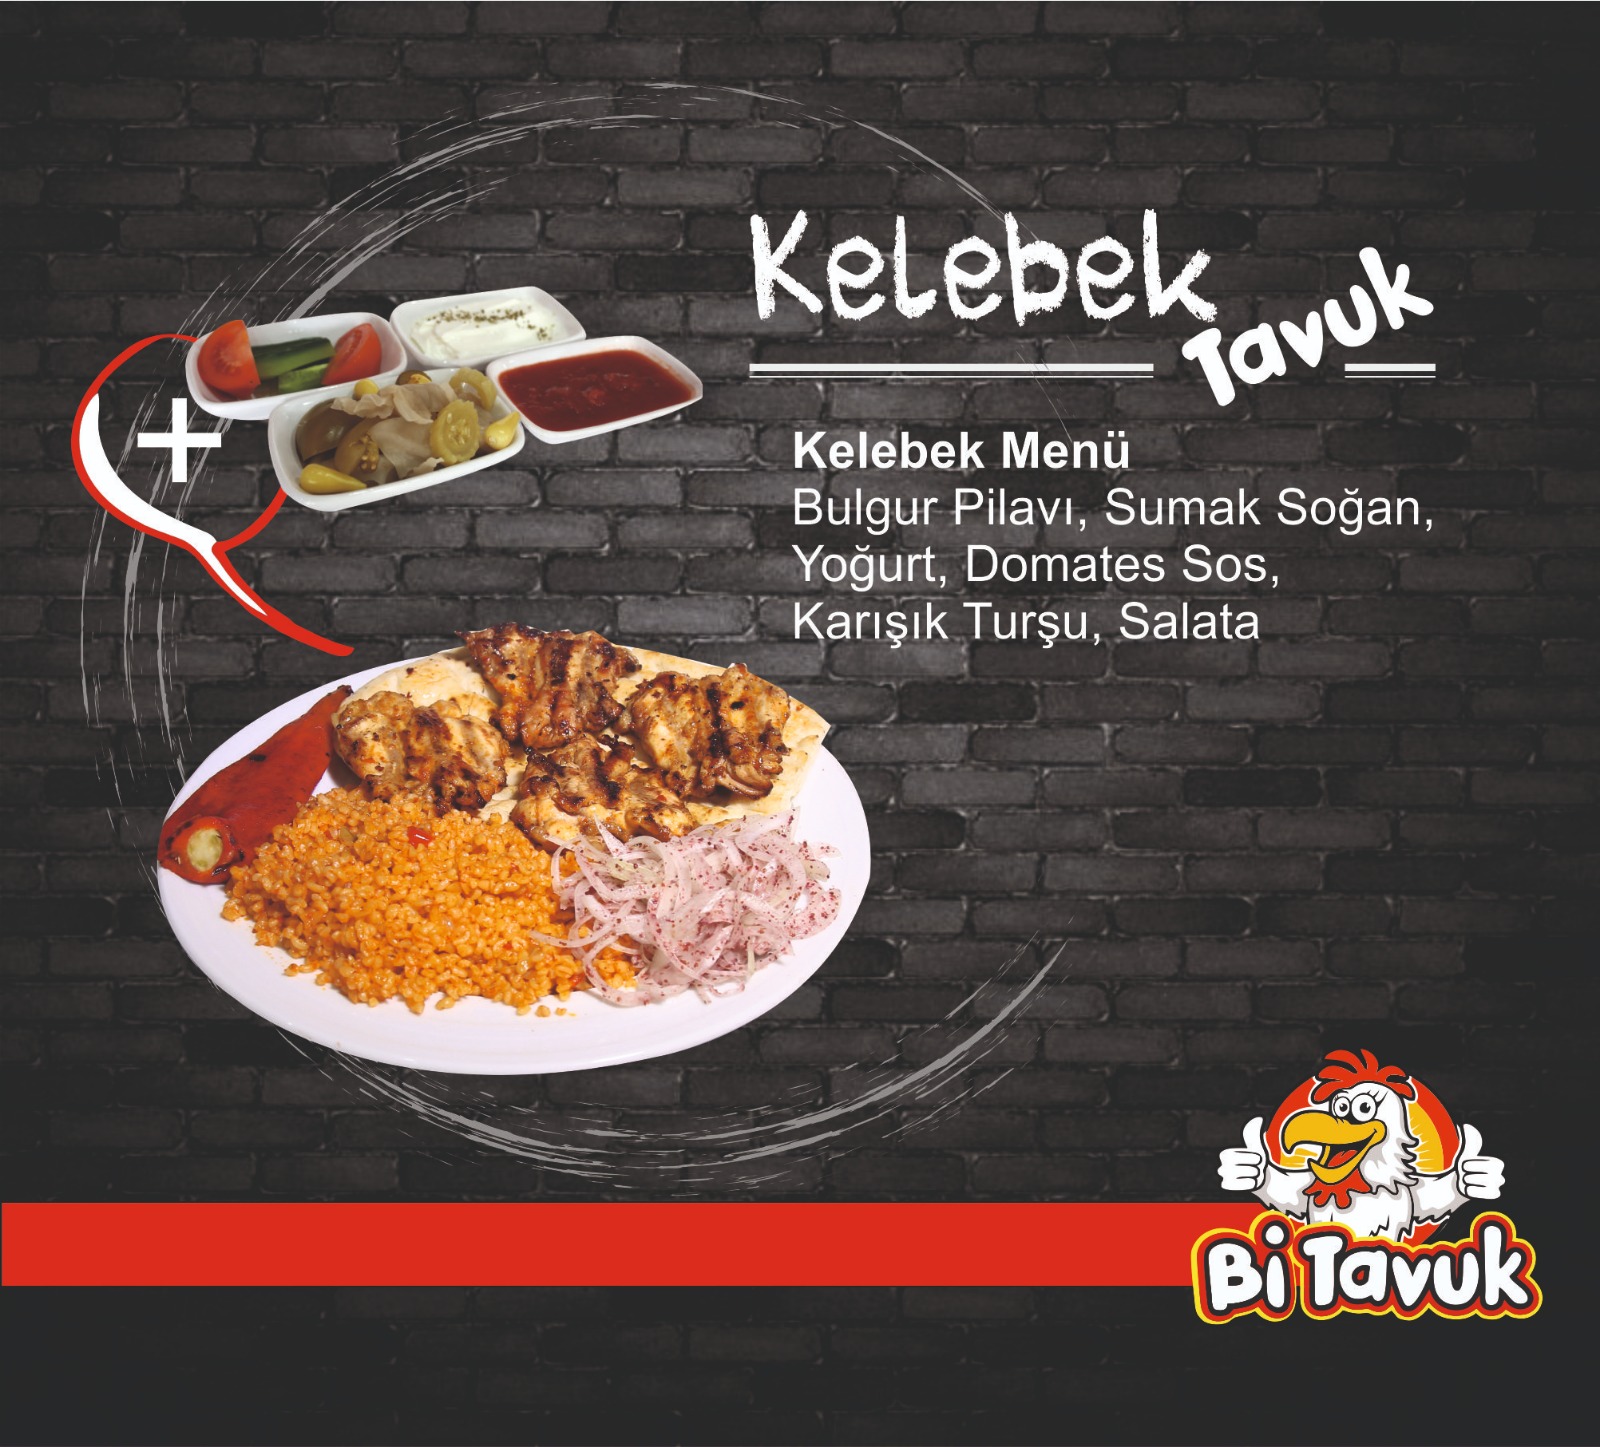 Kelebek
Tavuk
Kelebek Menü
Bulgur Pilavı, Sumak Soğan,
Yoğurt, Domates Sos,
Karışık Turşu, Salata
Bi Tavuk